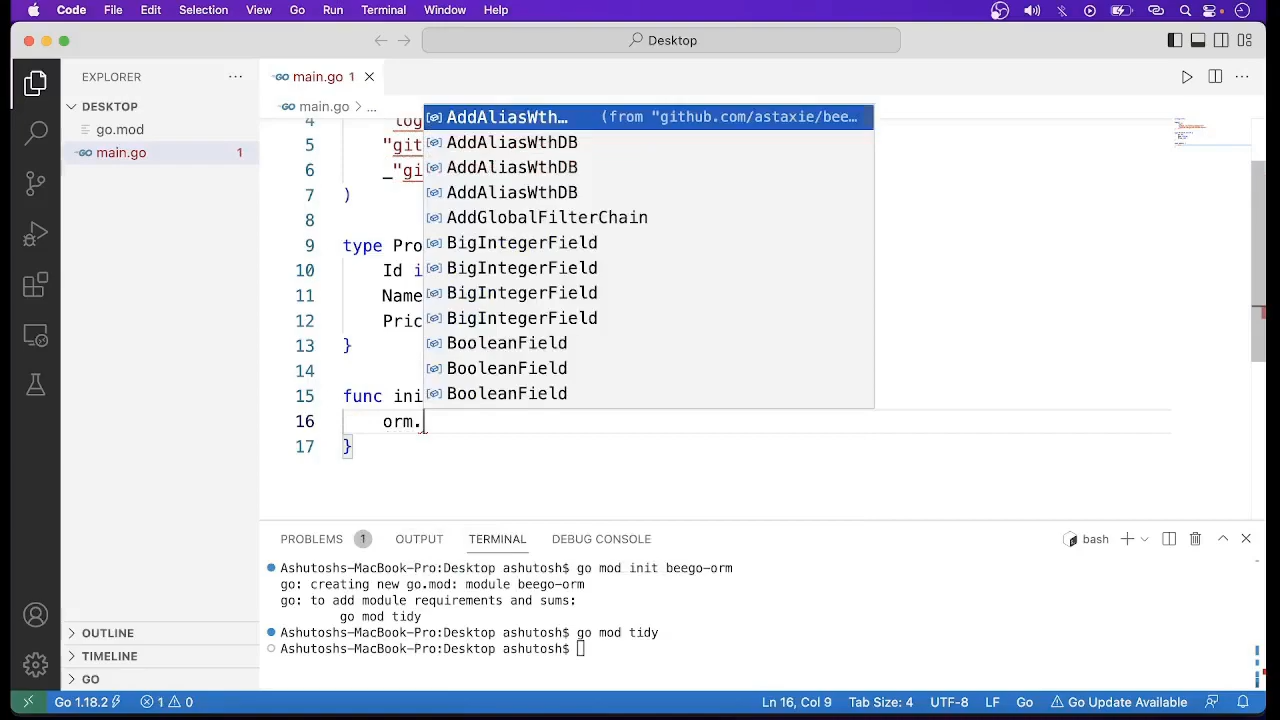 Code File Edit Selection View Go Run Terminal Window Help
Desktop
EXPLORER
DESKTOP
go.mod
main.go 1
OUTLINE
TIMELINE
GO
main.go 1
main.go > ...
4
5 "git
6 _"gi
7 )
8
9 type Pro
10 Id i
11 Name
12 Pric
13 }
14
15 func ini
16 orm.
17 }
AddAliasWth… (from "github.com/astaxie/bee…
AddAliasWthDB
AddAliasWthDB
AddAliasWthDB
AddGlobalFilterChain
BigIntegerField
BigIntegerField
BigIntegerField
BigIntegerField
BooleanField
BooleanField
BooleanField
PROBLEMS 1 OUTPUT TERMINAL DEBUG CONSOLE
bash
Ashutoshs-MacBook-Pro:Desktop ashutosh$ go mod init beego-orm
go: creating new go.mod: module beego-orm
go: to add module requirements and sums:
go mod tidy
Ashutoshs-MacBook-Pro:Desktop ashutosh$ go mod tidy
Ashutoshs-MacBook-Pro:Desktop ashutosh$
Go 1.18.2 1 0 Ln 16, Col 9 Tab Size: 4 UTF-8 LF Go Go Update Available